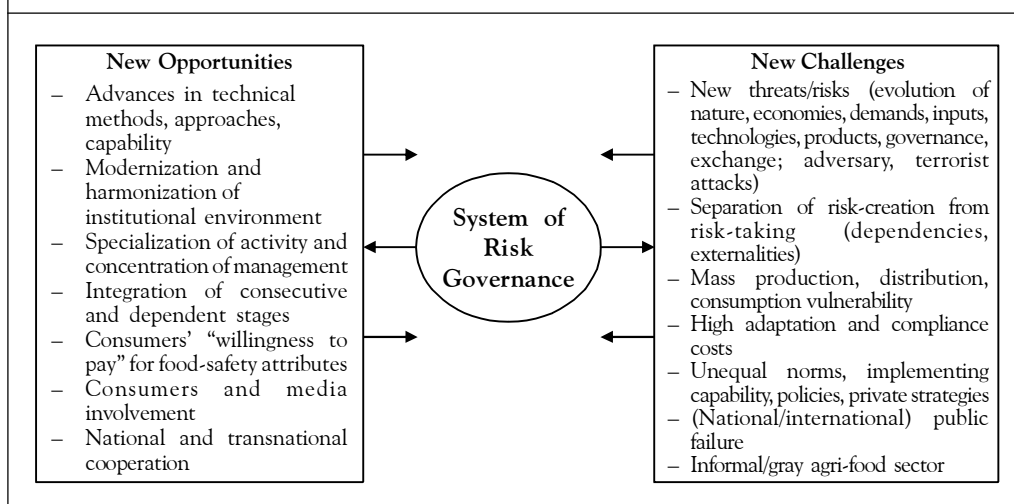 New Opportunities
– Advances in technical
methods, approaches,
capability
– Modernization and
harmonization of
institutional environment
– Specialization of activity and
concentration of management
– Integration of consecutive
and dependent stages
– Consumers’ “willingness to
pay” for food-safety attributes
– Consumers and media
involvement
– National and transnational
cooperation
System of
Risk
Governance
New Challenges
– New threats/risks (evolution of
nature, economies, demands, inputs,
technologies, products, governance,
exchange; adversary, terrorist
attacks)
– Separation of risk-creation from
risk-taking (dependencies,
externalities)
– Mass production, distribution,
consumption vulnerability
– High adaptation and compliance
costs
– Unequal norms, implementing
capability, policies, private strategies
– (National/international) public
failure
– Informal/gray agri-food sector